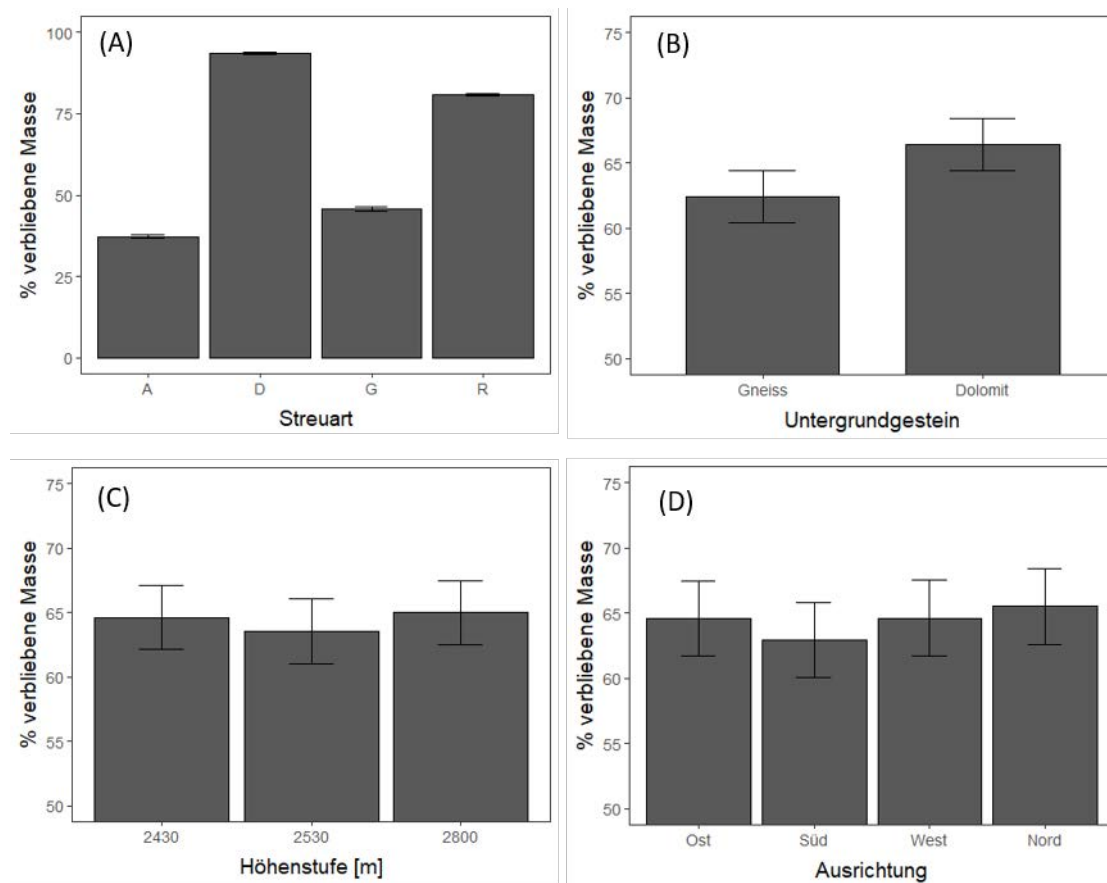 (A)
% verbliebene Masse
100
75
50
25
0
A D G R
Streuart
(B)
% verbliebene Masse
75
70
65
60
55
50
Gneiss Dolomit
Untergrundgestein
(C)
% verbliebene Masse
75
70
65
60
55
50
2430 2530 2800
Höhenstufe [m]
(D)
% verbliebene Masse
75
70
65
60
55
50
Ost Süd West Nord
Ausrichtung